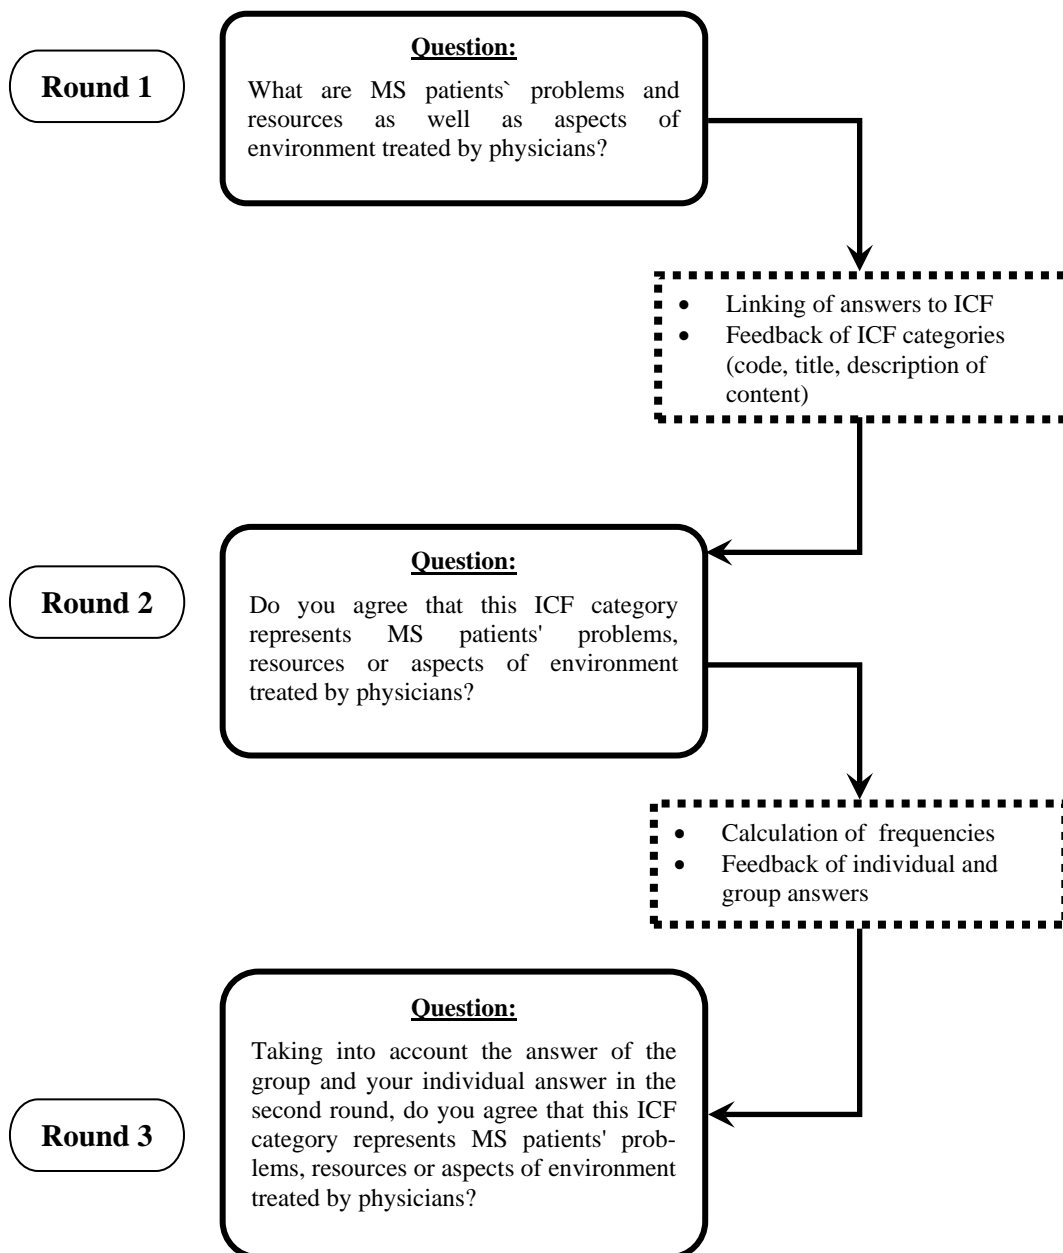 Round 1
Question:
What are MS patients` problems and
resources as well as aspects of
environment treated by physicians?
• Linking of answers to ICF
• Feedback of ICF categories
(code, title, description of
content)
Round 2
Question:
Do you agree that this ICF category
represents MS patients' problems,
resources or aspects of environment
treated by physicians?
• Calculation of frequencies
• Feedback of individual and
group answers
Round 3
Question:
Taking into account the answer of the
group and your individual answer in the
second round, do you agree that this ICF
category represents MS patients' prob-
lems, resources or aspects of environment
treated by physicians?